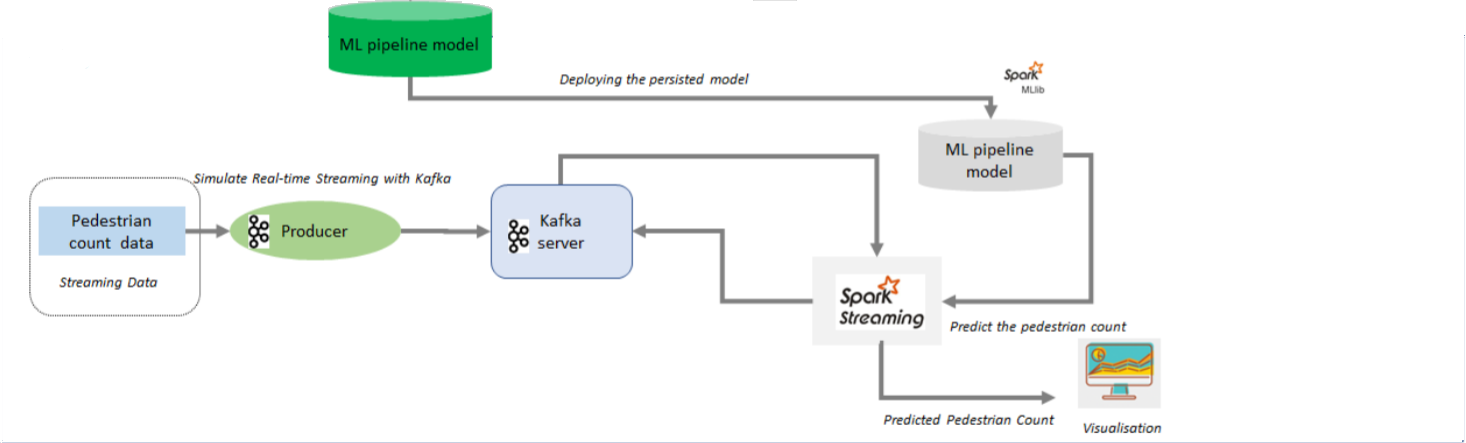 ML pipeline model
Deploying the persisted model
Spark
MLlib
ML pipeline
model
Simulate Real-time Streaming with Kafka
Pedestrian
count data
Streaming Data
Producer
Kafka
server
Spark
Streaming
Predict the pedestrian count
Predicted Pedestrian Count
Visualisation